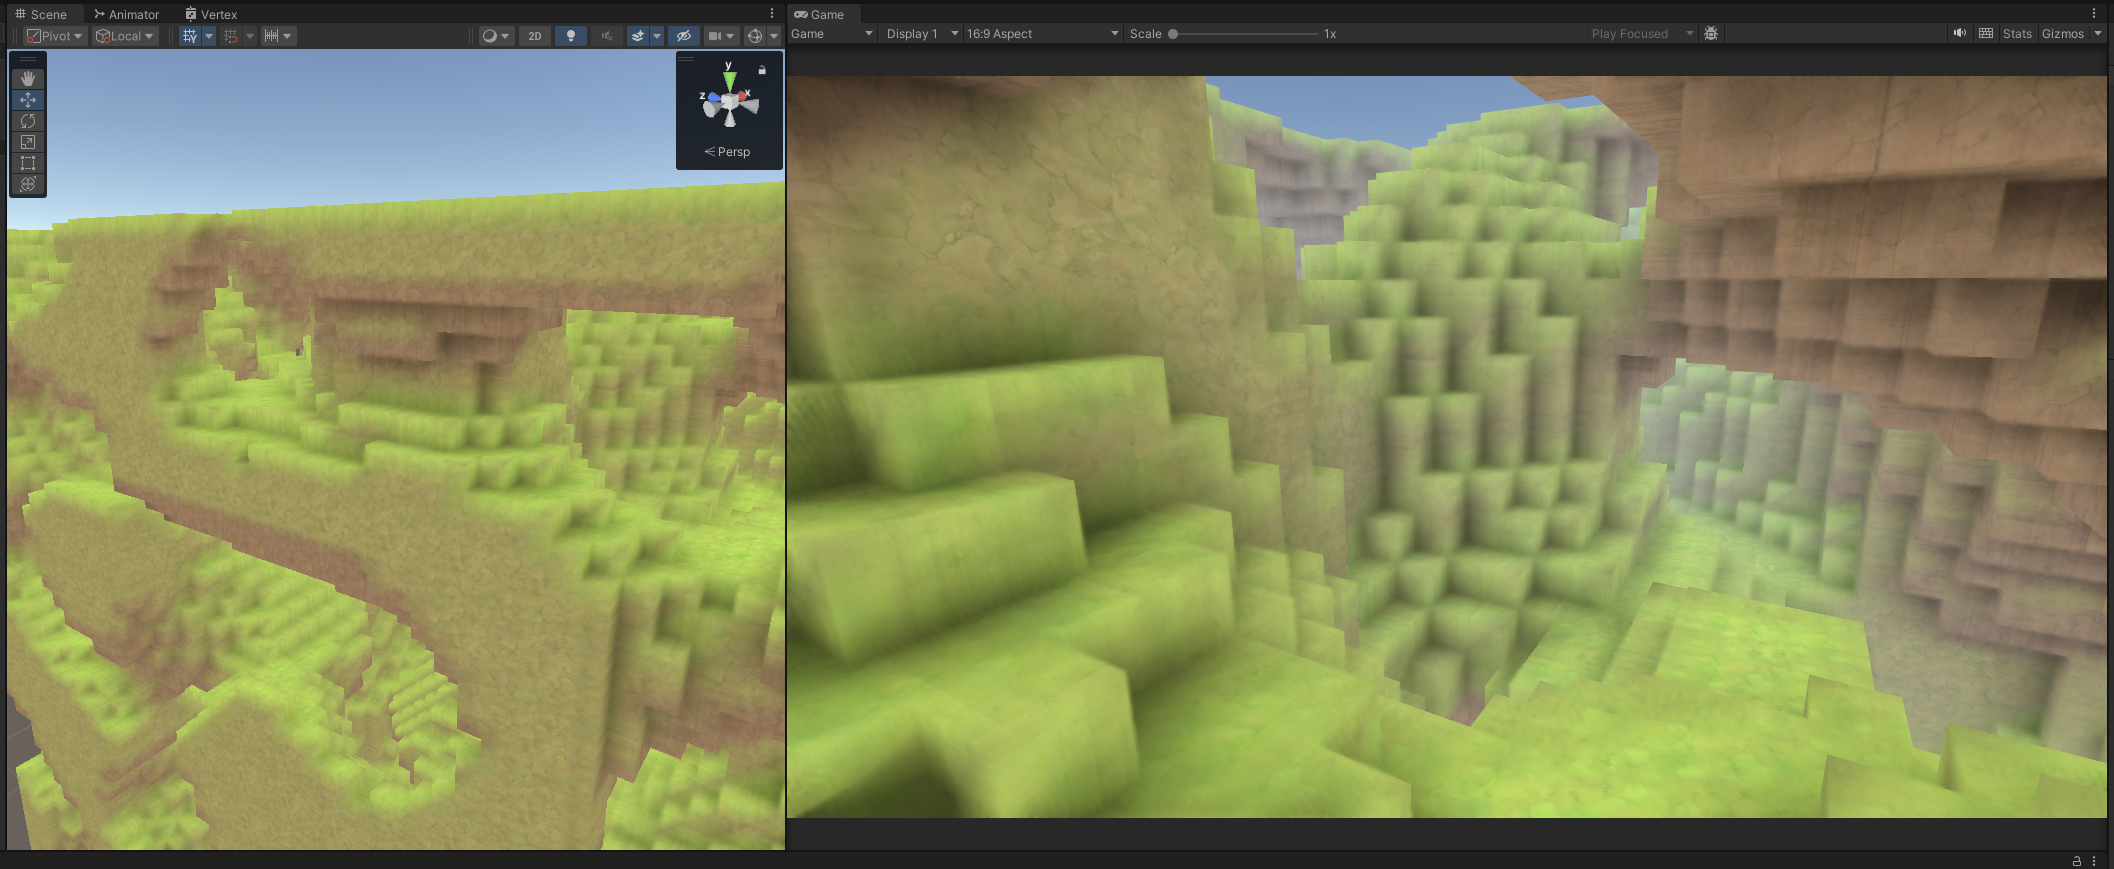 Scene Animator Vertex
Pivot Local 2D
y
z x
Persp
Game
Game Display 1 16:9 Aspect Scale 1x Play Focused Stats Gizmos